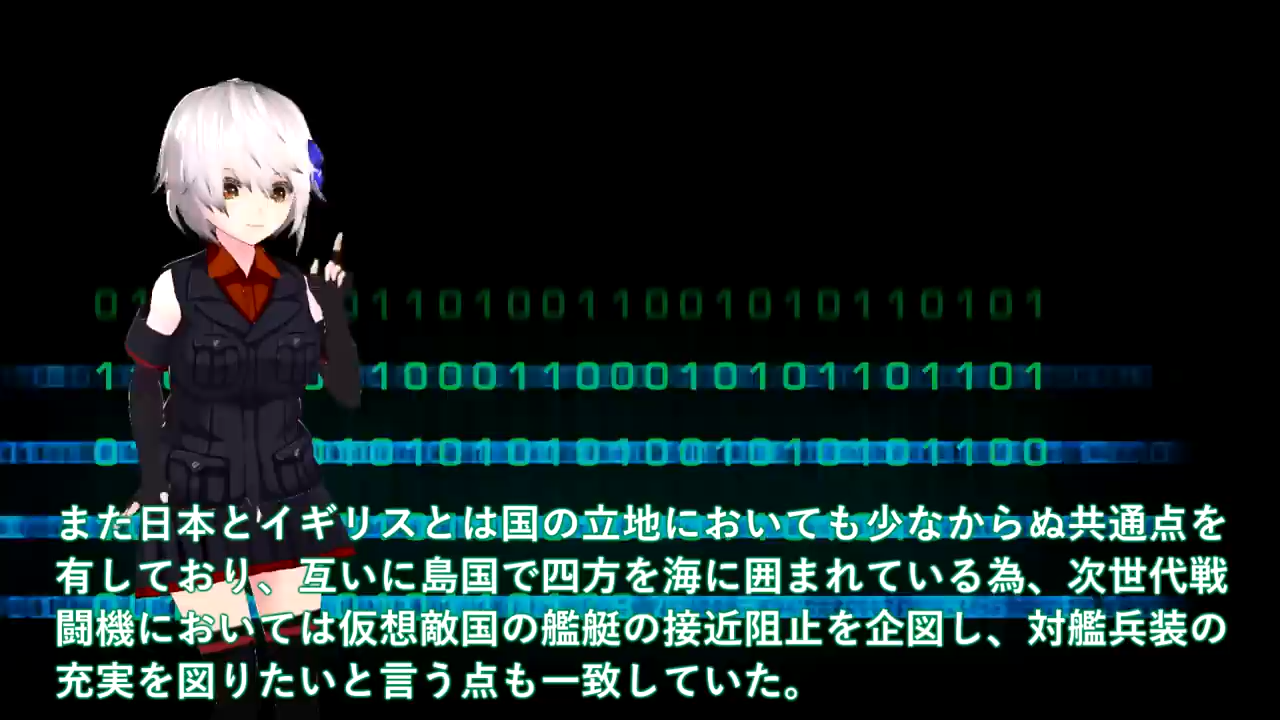 1101001100101011010 1
1000110001010110110 1
1010101010010101100
また日本とイギリスとは国の立地においても少なからぬ共通点を
有しており、互いに島国で四方を海に囲まれている為、次世代戦
闘機においては仮想敵国の艦艇の接近阻止を企図し、対艦兵装の
充実を図りたいと言う点も一致していた。